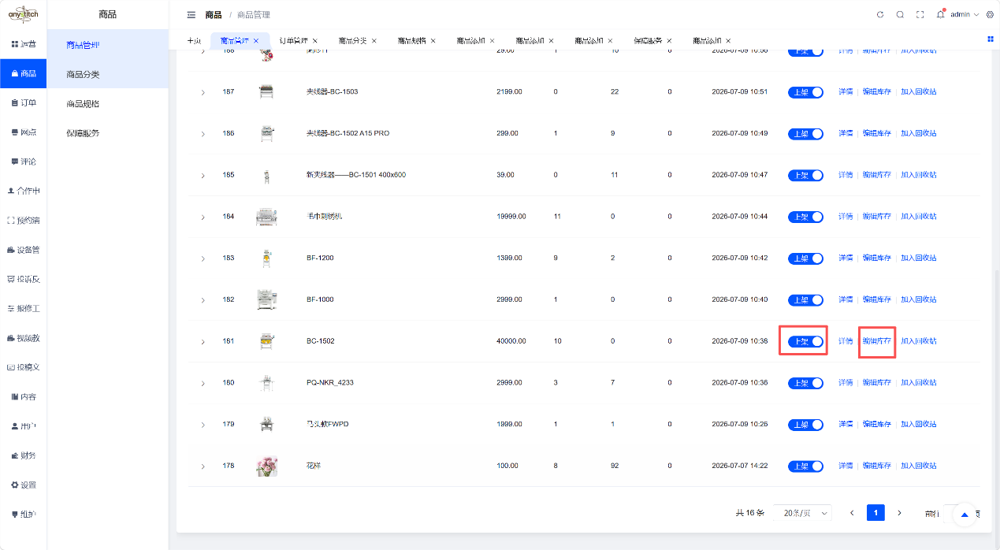 anystitch
商品
商品 / 商品管理
admin
主页 商品管理 × 订单管理 × 商品分类 × 商品规格 × 商品添加 × 商品添加 × 商品添加 × 保障服务 × 商品添加 ×
运营
商品
订单
网点
评论
合作申
预约演
设备管
投诉反
报修工
视频教
投稿文
内容
用户
财务
设置
维护
商品管理
商品分类
商品规格
保障服务
188 29.00 1 10 0 2026-07-09 10:56 上架 详情 编辑库存 加入回收站
187 夹线器-BC-1503 2199.00 0 22 0 2026-07-09 10:51 上架 详情 编辑库存 加入回收站
186 夹线器-BC-1502 A15 PRO 299.00 1 9 0 2026-07-09 10:49 上架 详情 编辑库存 加入回收站
185 新夹线器——BC-1501 400x600 39.00 0 11 0 2026-07-09 10:47 上架 详情 编辑库存 加入回收站
184 毛巾刺绣机 19999.00 11 0 0 2026-07-09 10:44 上架 详情 编辑库存 加入回收站
183 BF-1200 1399.00 9 2 0 2026-07-09 10:42 上架 详情 编辑库存 加入回收站
182 BF-1000 2999.00 1 0 0 2026-07-09 10:40 上架 详情 编辑库存 加入回收站
181 BC-1502 40000.00 10 0 0 2026-07-09 10:38 上架 详情 编辑库存 加入回收站
180 PQ-NKR_4233 2999.00 3 7 0 2026-07-09 10:36 上架 详情 编辑库存 加入回收站
179 马头款FWPD 1999.00 1 1 0 2026-07-09 10:26 上架 详情 编辑库存 加入回收站
178 花样 100.00 8 92 0 2026-07-07 14:22 上架 详情 编辑库存 加入回收站
共 16 条 20条/页 1 前往 页